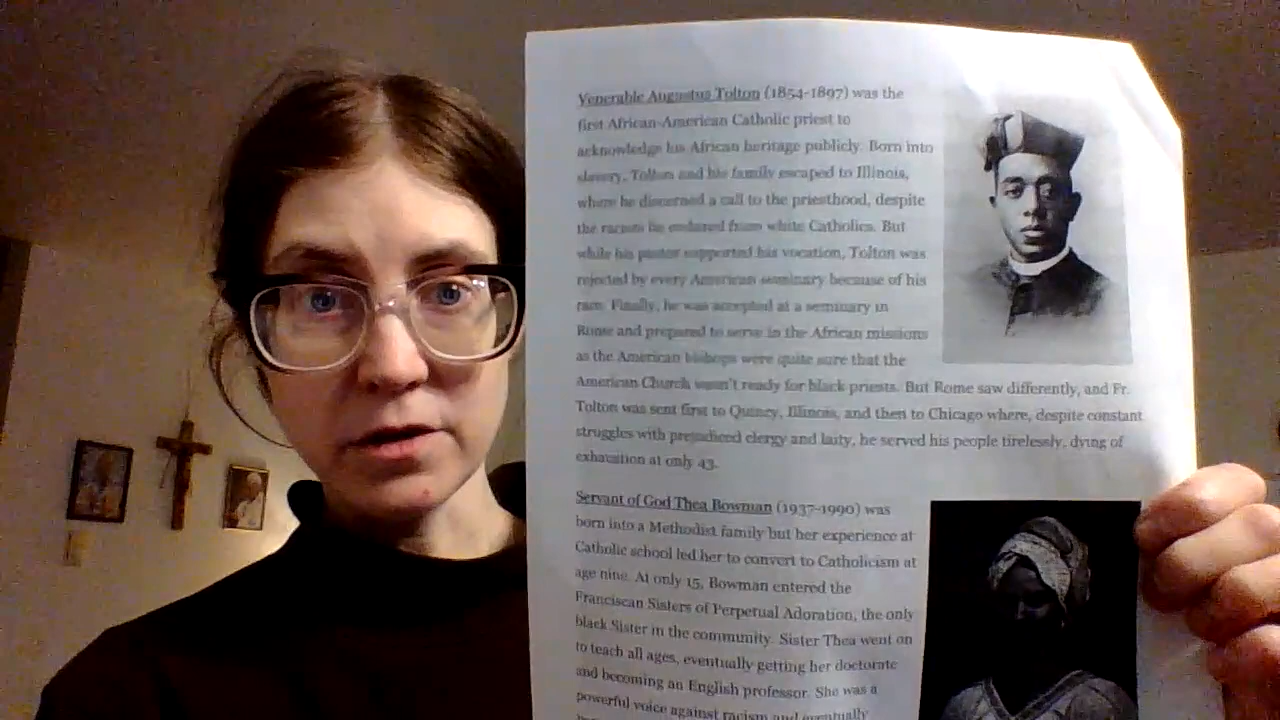 Venerable Augustus Tolton (1854-1897) was the
first African-American Catholic priest to
acknowledge his African heritage publicly. Born into
slavery, Tolton and his family escaped to Illinois,
where he discerned a call to the priesthood, despite
the racism he endured from white Catholics. But
while his pastor supported his vocation, Tolton was
rejected by every American seminary because of his
race. Finally, he was accepted at a seminary in
Rome and prepared to serve in the African missions
as the American bishops were quite sure that the
American Church wasn't ready for black priests. But Rome saw differently, and Fr.
Tolton was sent first to Quincy, Illinois, and then to Chicago where, despite constant
struggles with prejudiced clergy and laity, he served his people tirelessly, dying of
exhaustion at only 43.
Servant of God Thea Bowman (1937-1990) was
born into a Methodist family but her experience at
Catholic school led her to convert to Catholicism at
age nine. At only 15, Bowman entered the
Franciscan Sisters of Perpetual Adoration, the only
black Sister in the community. Sister Thea went on
to teach all ages, eventually getting her doctorate
and becoming an English professor. She was a
powerful voice against racism and eventually